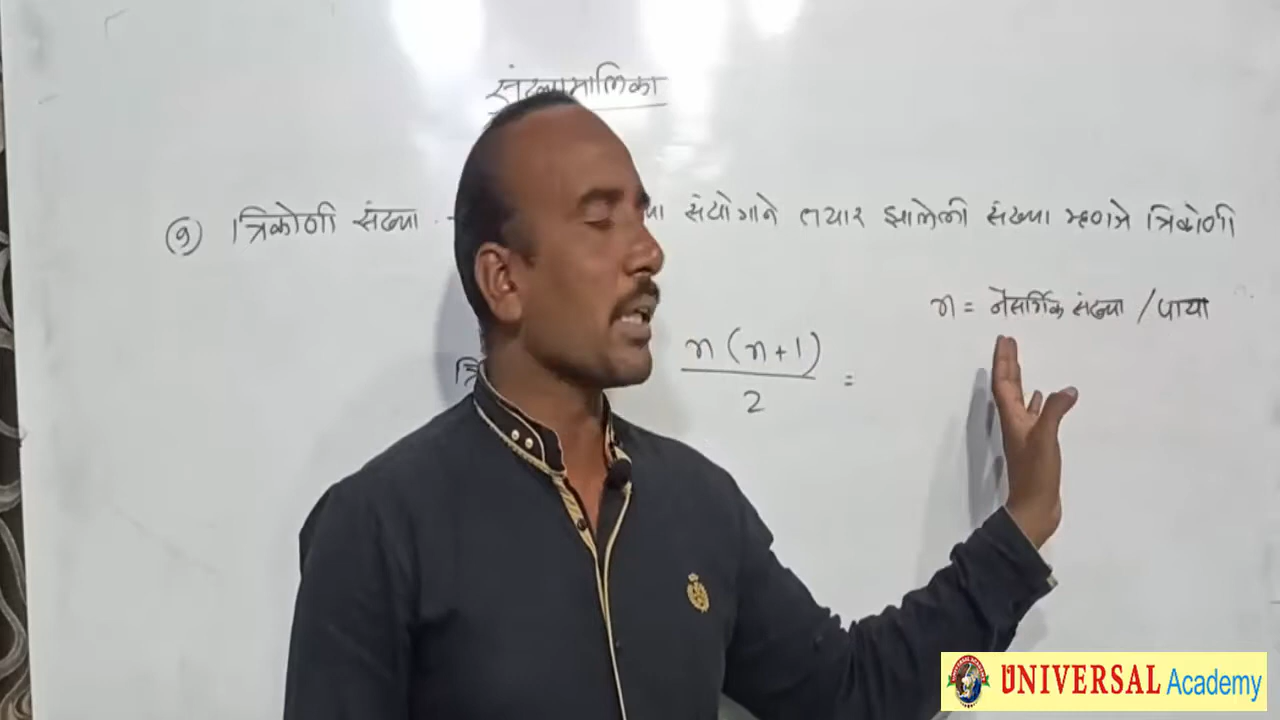 संख्यामालिका
(१) त्रिकोणी संख्या - संयोगाने तयार झालेली संख्या म्हणजे त्रिकोणी
n = नैसर्गिक संख्या / पाया
n (n+1) / 2 =
UNIVERSAL Academy